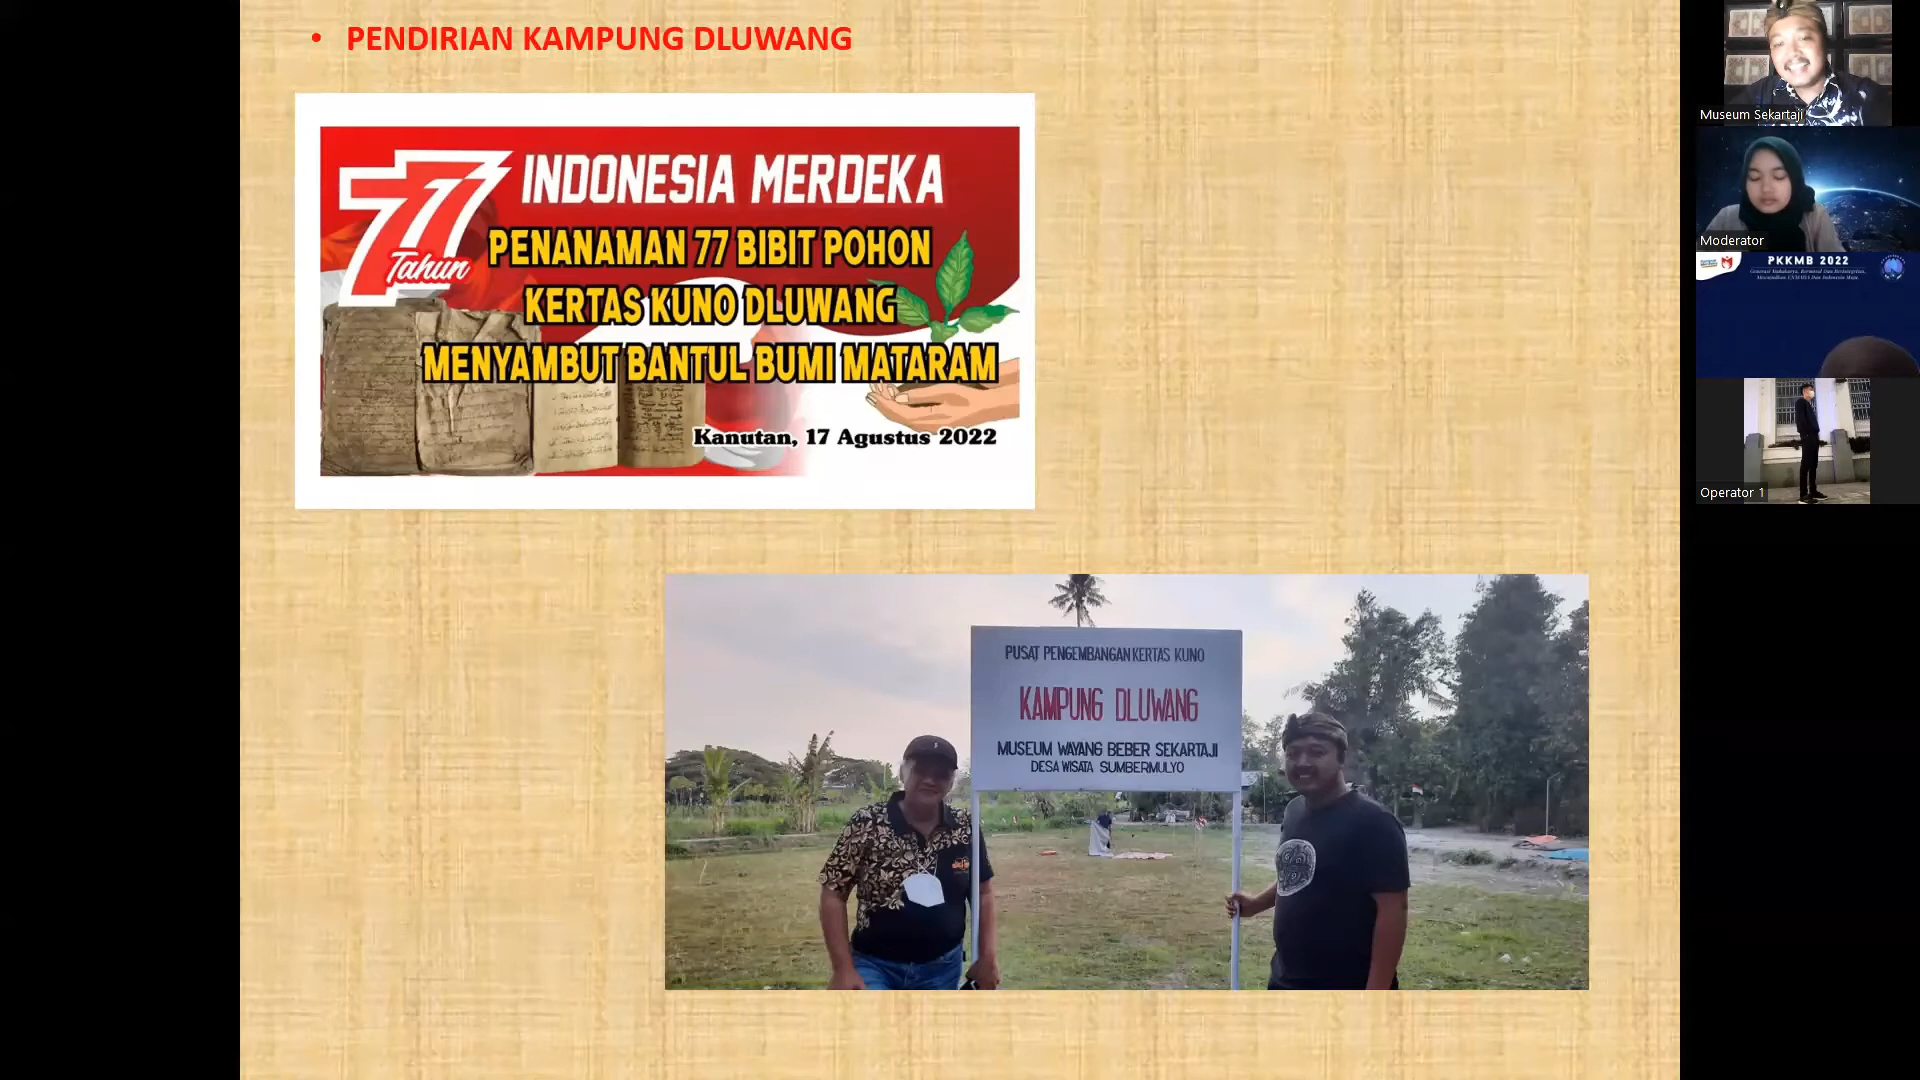 • PENDIRIAN KAMPUNG DLUWANG
77 Tahun
INDONESIA MERDEKA
PENANAMAN 77 BIBIT POHON
KERTAS KUNO DLUWANG
MENYAMBUT BANTUL BUMI MATARAM
Kanutan, 17 Agustus 2022
PUSAT PENGEMBANGAN KERTAS KUNO
KAMPUNG DLUWANG
MUSEUM WAYANG BEBER SEKARTAJI
DESA WISATA SUMBERMULYO
Museum Sekartaji
Moderator
PKKMB 2022
Operator 1